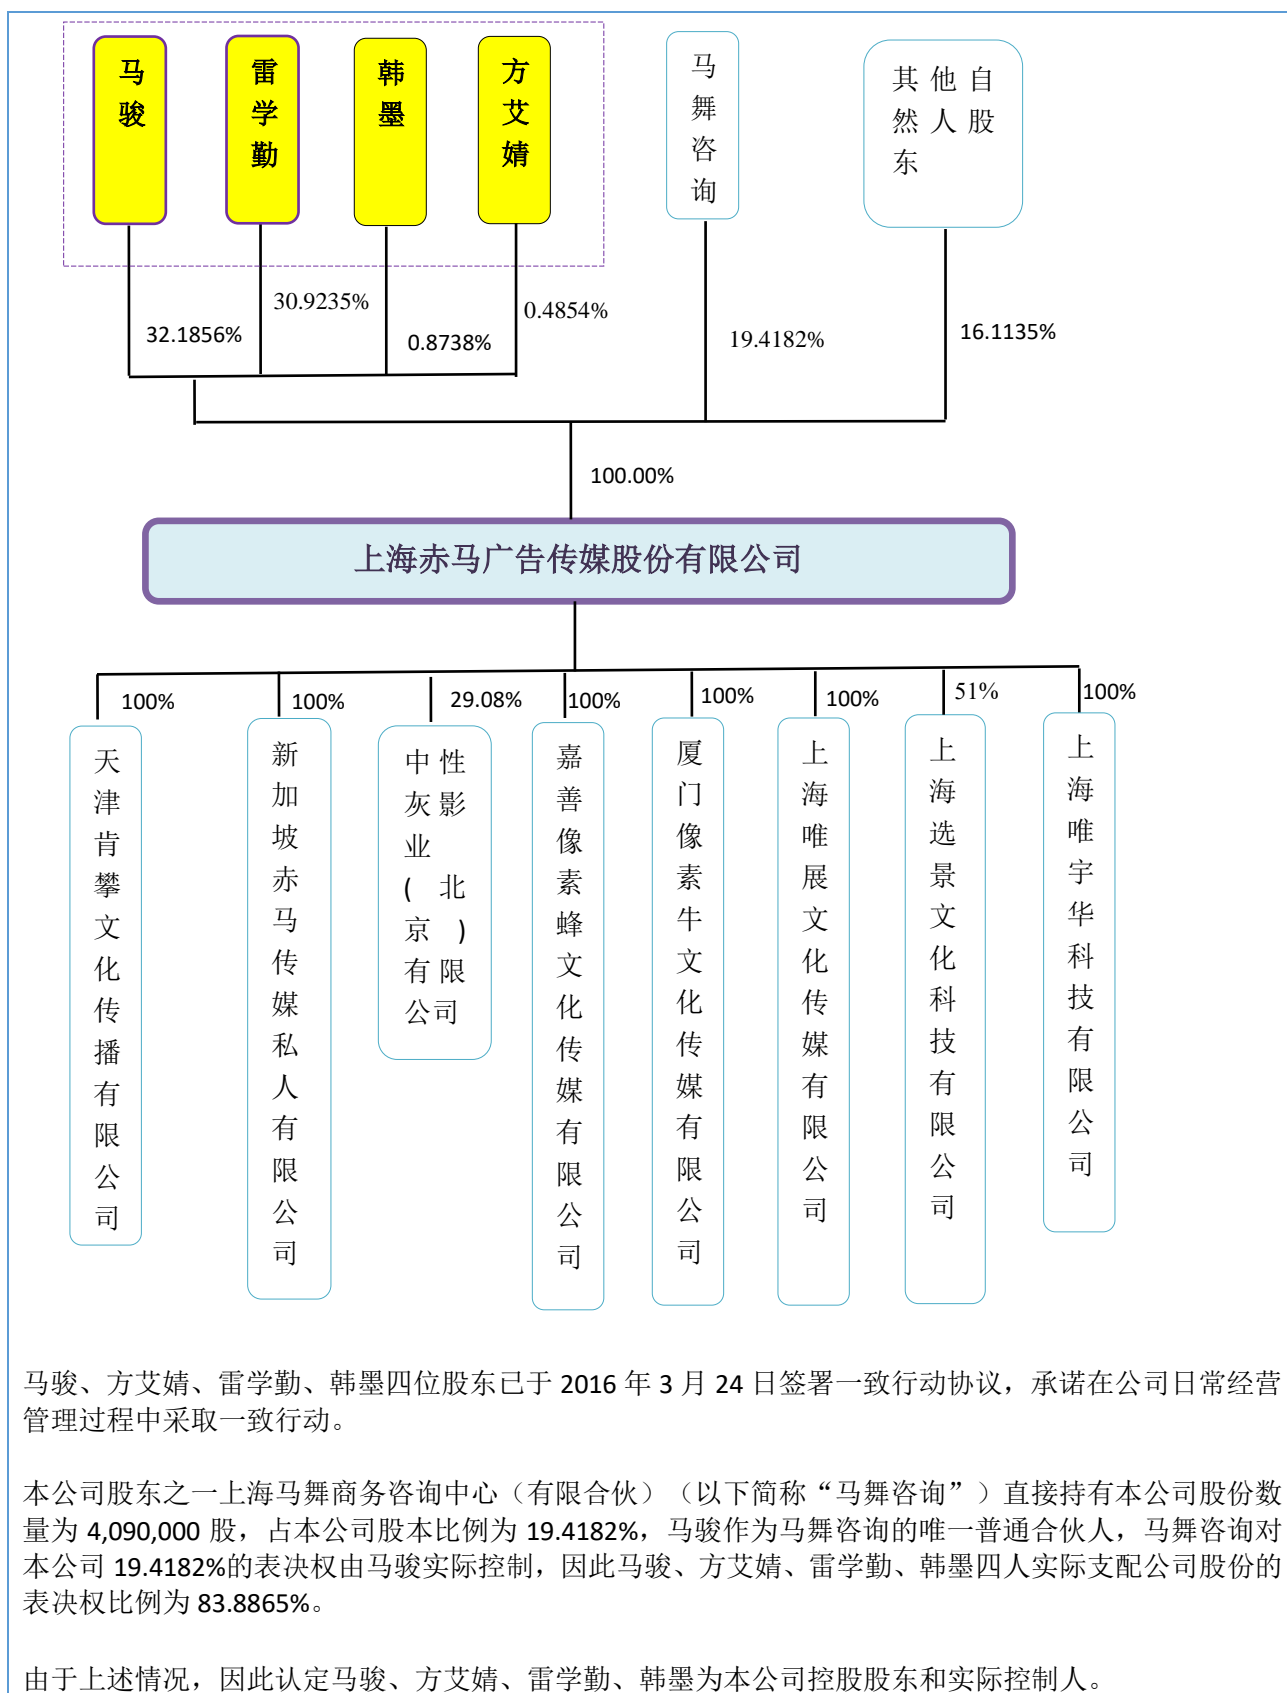 马骏
雷学勤
韩墨
方艾婧
马舞咨询
其他自
然人股
东
32.1856%
30.9235%
0.8738%
0.4854%
19.4182%
16.1135%
100.00%
上海赤马广告传媒股份有限公司
100%
100%
29.08%
100%
100%
100%
51%
100%
天津肯攀文化传播有限公司
新加坡赤马传媒私人有限公司
中性
灰影
业
(北
京)
有限
公司
嘉善像素蜂文化传媒有限公司
厦门像素牛文化传媒有限公司
上海唯展文化传媒有限公司
上海选景文化科技有限公司
上海唯宇华科技有限公司
马骏、方艾婧、雷学勤、韩墨四位股东已于 2016 年 3 月 24 日签署一致行动协议，承诺在公司日常经营
管理过程中采取一致行动。
本公司股东之一上海马舞商务咨询中心（有限合伙）（以下简称“马舞咨询”）直接持有本公司股份数
量为 4,090,000 股，占本公司股本比例为 19.4182%，马骏作为马舞咨询的唯一普通合伙人，马舞咨询对
本公司 19.4182%的表决权由马骏实际控制，因此马骏、方艾婧、雷学勤、韩墨四人实际支配公司股份的
表决权比例为 83.8865%。
由于上述情况，因此认定马骏、方艾婧、雷学勤、韩墨为本公司控股股东和实际控制人。